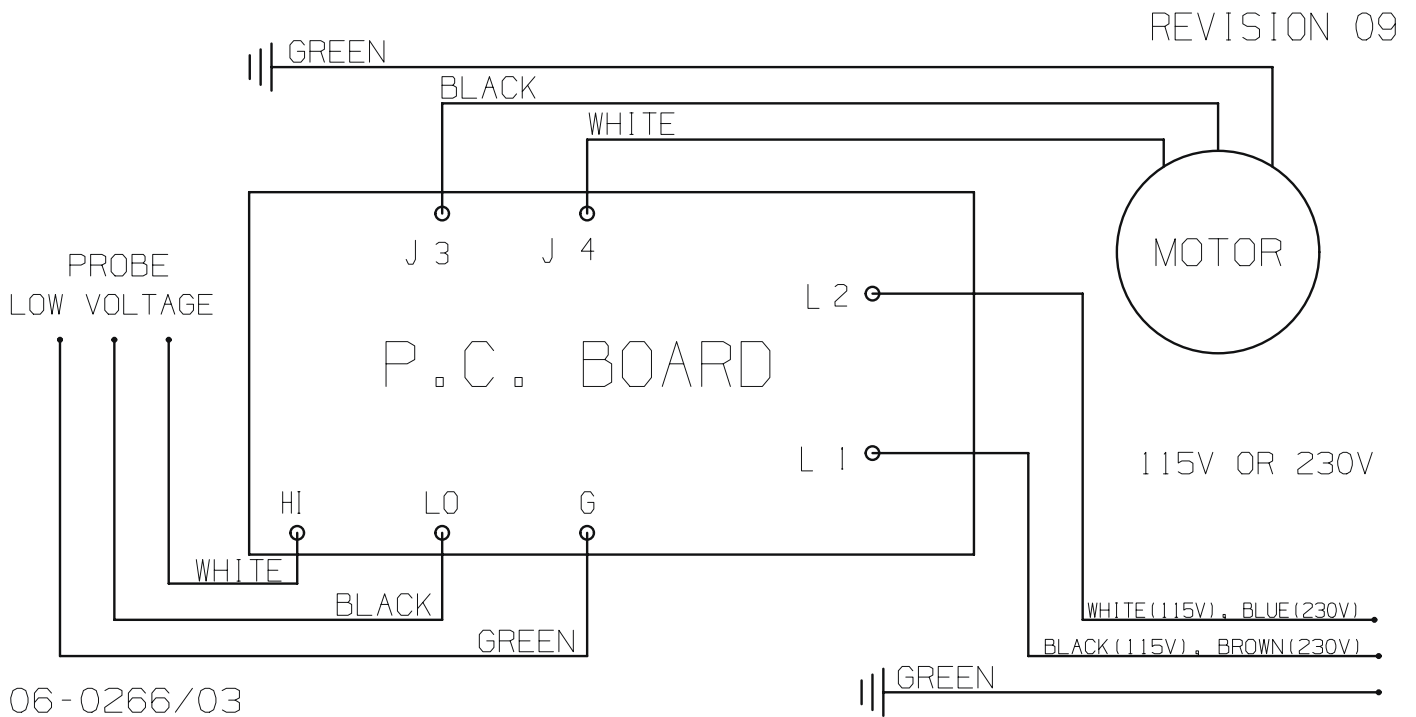 REVISION 09
GREEN
BLACK
WHITE
J 3
J 4
MOTOR
PROBE
LOW VOLTAGE
L 2
P.C. BOARD
L 1
115V OR 230V
HI
LO
G
WHITE
BLACK
WHITE(115V), BLUE(230V)
GREEN
BLACK(115V), BROWN(230V)
GREEN
06-0266/03